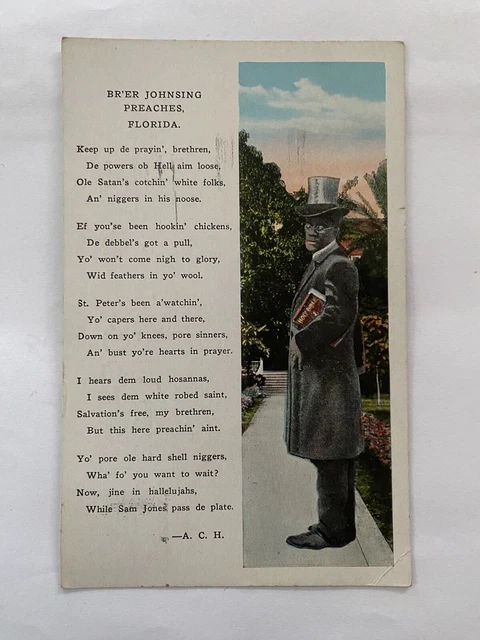 BR'ER JOHNSING
PREACHES,
FLORIDA.
Keep up de prayin', brethren,
De powers ob Hell aim loose,
Ole Satan's cotchin' white folks,
An' niggers in his noose.
Ef you'se been hookin' chickens,
De debbel's got a pull,
Yo' won't come nigh to glory,
Wid feathers in yo' wool.
St. Peter's been a'watchin',
Yo' capers here and there,
Down on yo' knees, pore sinners,
An' bust yo're hearts in prayer.
I hears dem loud hosannas,
I sees dem white robed saint,
Salvation's free, my brethren,
But this here preachin' aint.
Yo' pore ole hard shell niggers,
Wha' fo' you want to wait?
Now, jine in hallelujahs,
While Sam Jones pass de plate.
—A. C. H.
HOLY BIBLE